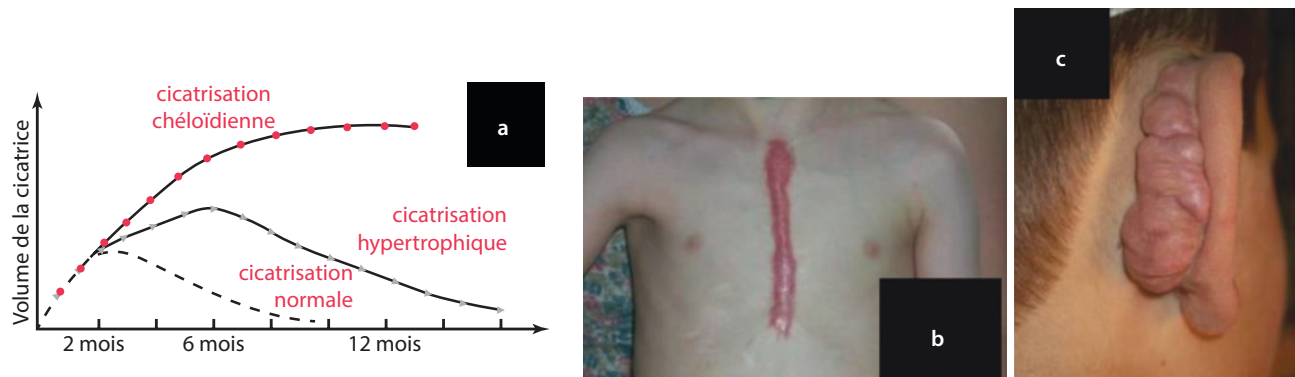 cicatrisation
chéloïdienne
a
Volume de la cicatrice
cicatrisation
hypertrophique
cicatrisation
normale
2 mois
6 mois
12 mois
b
c